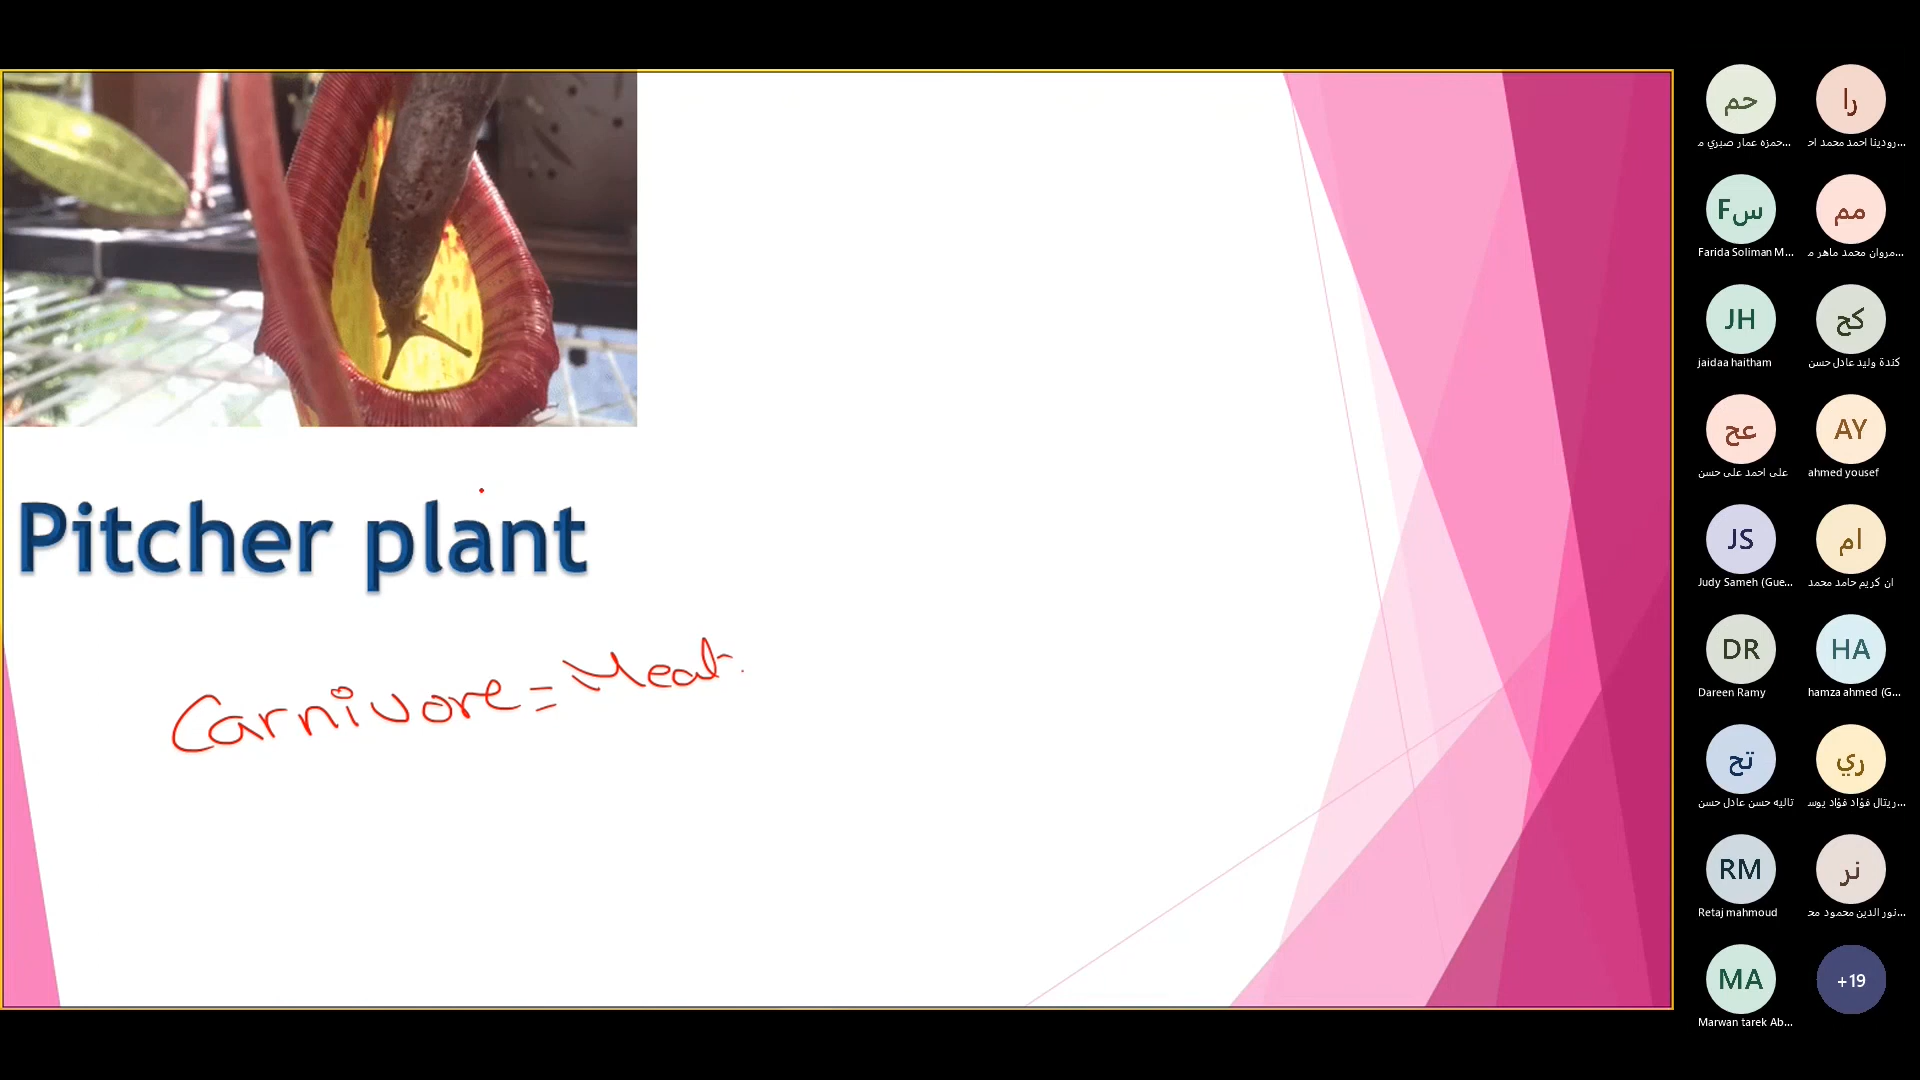 Pitcher plant
Carnivore = Meat.
حم
حمزه عمار صبري م...
را
رودينا احمد محمد اح...
Fس
Farida Soliman M...
مم
مروان محمد ماهر م...
JH
jaidaa haitham
كح
كندة وليد عادل حسن
عح
على احمد على حسن
AY
ahmed yousef
JS
Judy Sameh (Gue...
ام
ان كريم حامد محمد
DR
Dareen Ramy
HA
hamza ahmed (G...
تح
تاليه حسن عادل حسن
ري
ريتال فؤاد فؤاد يوس...
RM
Retaj mahmoud
نر
نور الدين محمود مح...
MA
Marwan tarek Ab...
+19